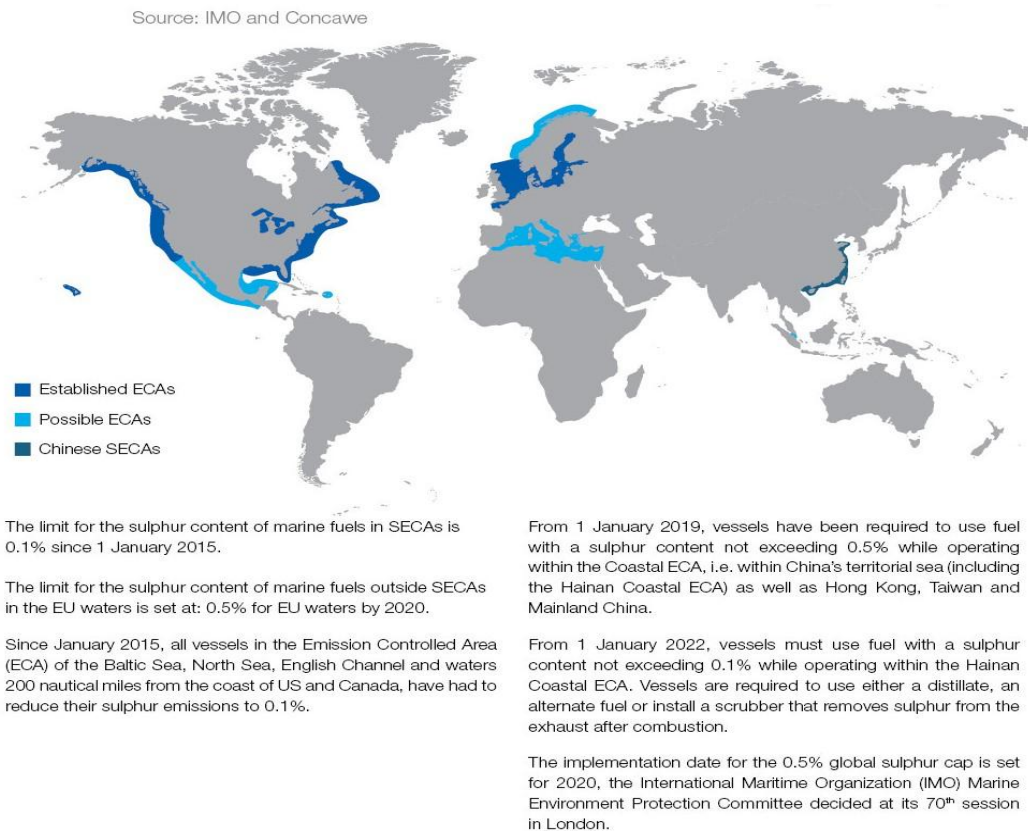 Source: IMO and Concawe
Established ECAs
Possible ECAs
Chinese SECAs
The limit for the sulphur content of marine fuels in SECAs is
0.1% since 1 January 2015.
The limit for the sulphur content of marine fuels outside SECAs
in the EU waters is set at: 0.5% for EU waters by 2020.
Since January 2015, all vessels in the Emission Controlled Area
(ECA) of the Baltic Sea, North Sea, English Channel and waters
200 nautical miles from the coast of US and Canada, have had to
reduce their sulphur emissions to 0.1%.
From 1 January 2019, vessels have been required to use fuel
with a sulphur content not exceeding 0.5% while operating
within the Coastal ECA, i.e. within China's territorial sea (including
the Hainan Coastal ECA) as well as Hong Kong, Taiwan and
Mainland China.
From 1 January 2022, vessels must use fuel with a sulphur
content not exceeding 0.1% while operating within the Hainan
Coastal ECA. Vessels are required to use either a distillate, an
alternate fuel or install a scrubber that removes sulphur from the
exhaust after combustion.
The implementation date for the 0.5% global sulphur cap is set
for 2020, the International Maritime Organization (IMO) Marine
Environment Protection Committee decided at its 70th session
in London.